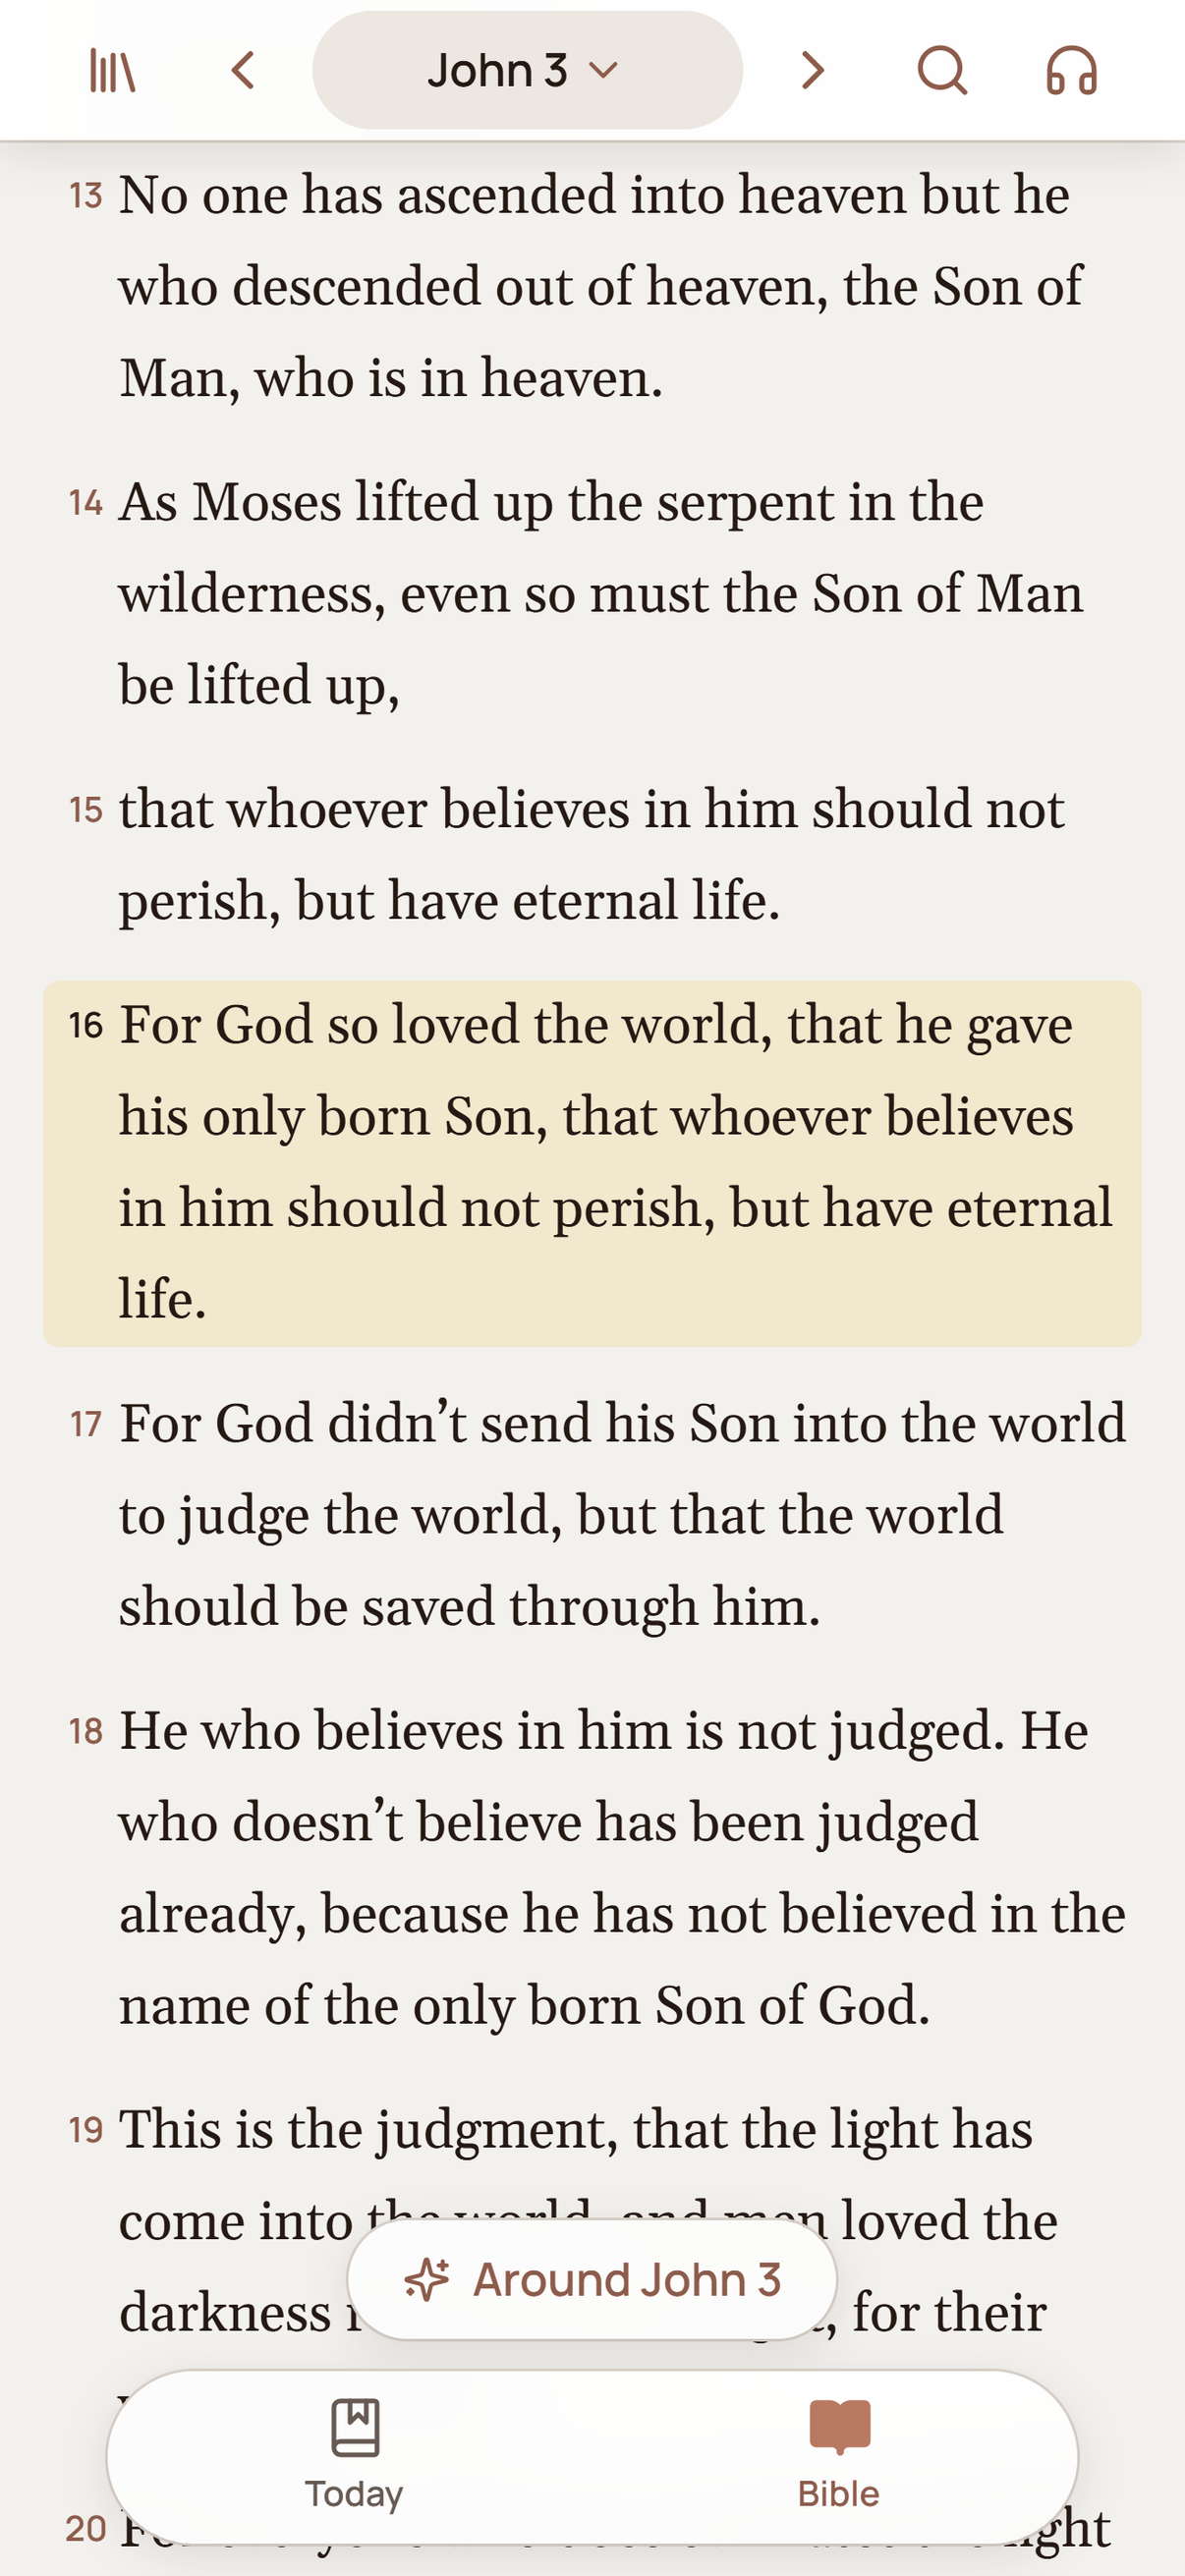 John 3
13 No one has ascended into heaven but he
who descended out of heaven, the Son of
Man, who is in heaven.
14 As Moses lifted up the serpent in the
wilderness, even so must the Son of Man
be lifted up,
15 that whoever believes in him should not
perish, but have eternal life.
16 For God so loved the world, that he gave
his only born Son, that whoever believes
in him should not perish, but have eternal
life.
17 For God didn’t send his Son into the world
to judge the world, but that the world
should be saved through him.
18 He who believes in him is not judged. He
who doesn’t believe has been judged
already, because he has not believed in the
name of the only born Son of God.
19 This is the judgment, that the light has
come into the world, and men loved the
Around John 3
darkness for their
Today
Bible
20